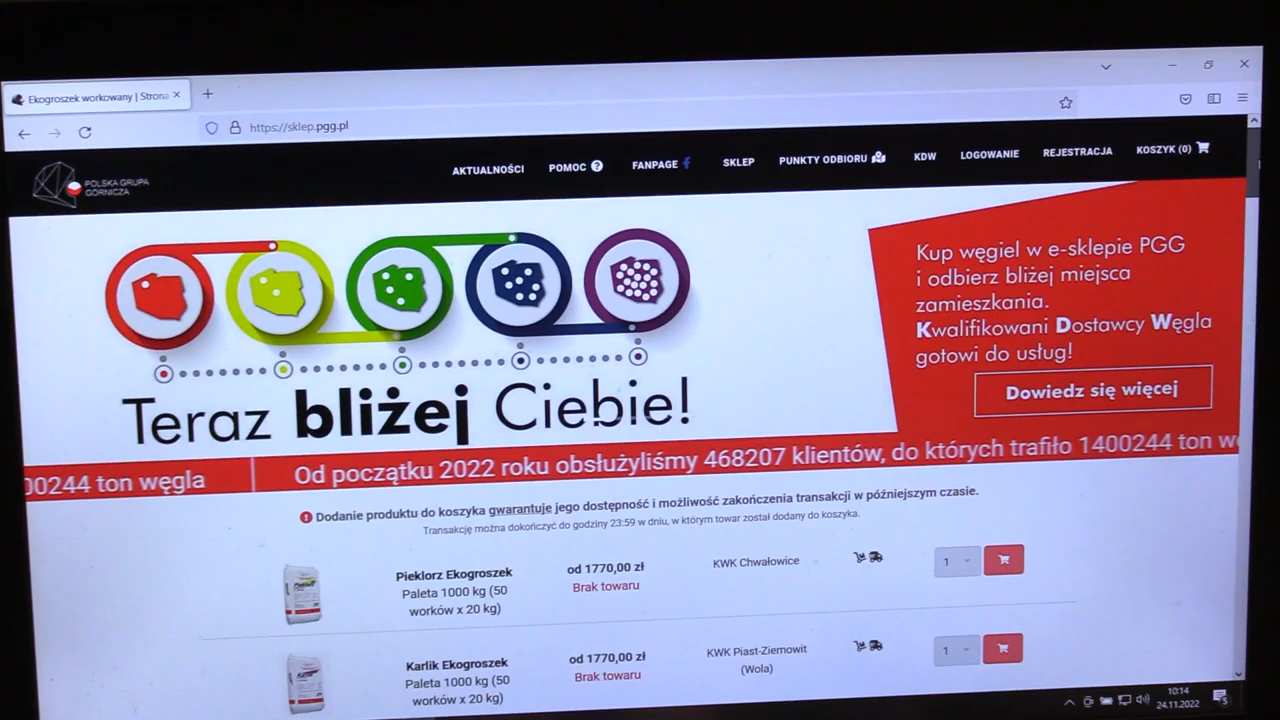 Ekogroszek workowany | Strona
https://sklep.pgg.pl
POLSKA GRUPA
GÓRNICZA
AKTUALNOŚCI
POMOC ?
FANPAGE f
SKLEP
PUNKTY ODBIORU
KDW
LOGOWANIE
REJESTRACJA
KOSZYK (0)
Teraz bliżej Ciebie!
Kup węgiel w e-sklepie PGG
i odbierz bliżej miejsca
zamieszkania.
Kwalifikowani Dostawcy Węgla
gotowi do usług!
Dowiedz się więcej
00244 ton węgla
Od początku 2022 roku obsłużyliśmy 468207 klientów, do których trafiło 1400244 ton w
Dodanie produktu do koszyka gwarantuje jego dostępność i możliwość zakończenia transakcji w późniejszym czasie.
Transakcję można dokończyć do godziny 23:59 w dniu, w którym towar został dodany do koszyka.
Pieklorz Ekogroszek
Paleta 1000 kg (50
worków x 20 kg)
od 1770,00 zł
Brak towaru
KWK Chwałowice
1
Karlik Ekogroszek
Paleta 1000 kg (50
worków x 20 kg)
od 1770,00 zł
Brak towaru
KWK Piast-Ziemowit
(Wola)
1
10:14
24.11.2022
5